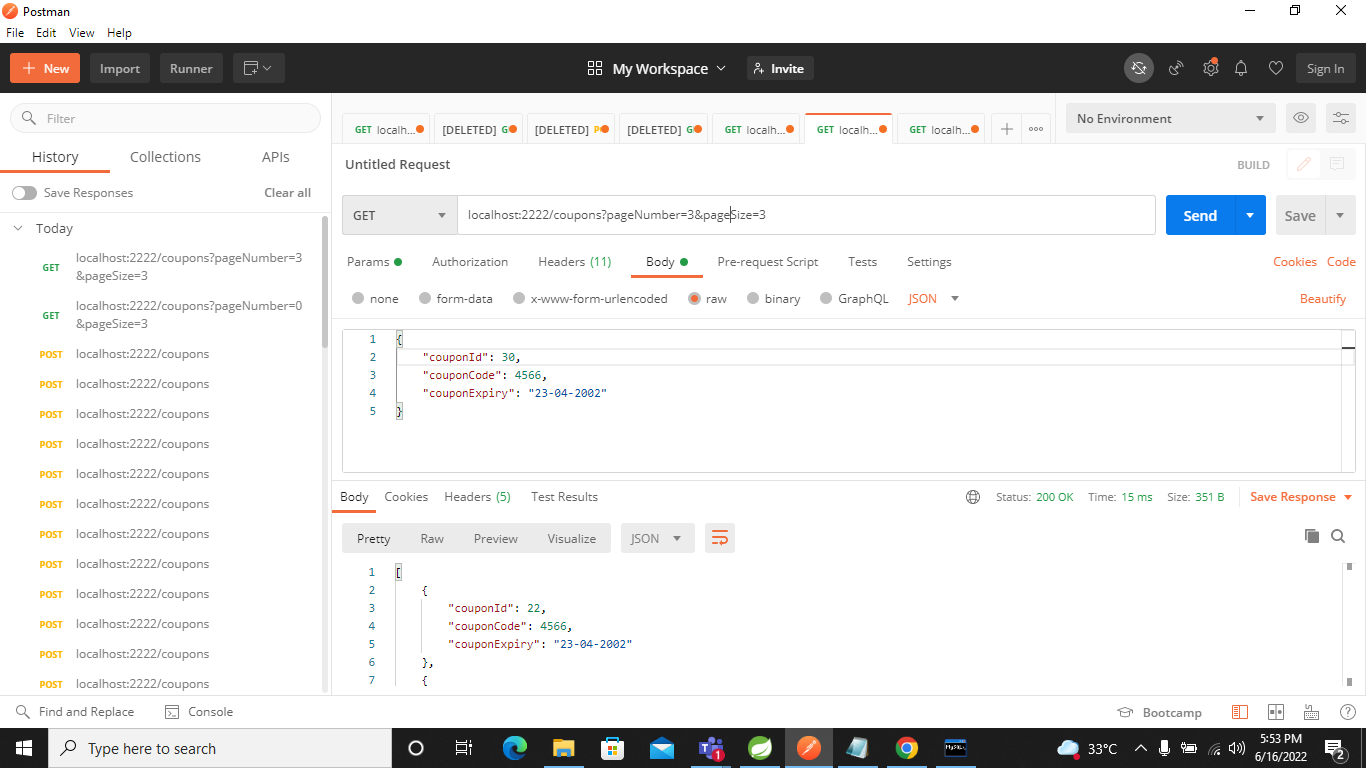 Postman
File Edit View Help
New Import Runner My Workspace Invite Sign In
Filter
GET localh... [DELETED] G [DELETED] P [DELETED] G GET localh... GET localh... GET localh... No Environment
History Collections APIs
Untitled Request BUILD
Save Responses Clear all
GET localhost:2222/coupons?pageNumber=3&pageSize=3 Send Save
Today
GET localhost:2222/coupons?pageNumber=3
&pageSize=3
GET localhost:2222/coupons?pageNumber=0
&pageSize=3
POST localhost:2222/coupons
POST localhost:2222/coupons
POST localhost:2222/coupons
POST localhost:2222/coupons
POST localhost:2222/coupons
POST localhost:2222/coupons
POST localhost:2222/coupons
POST localhost:2222/coupons
POST localhost:2222/coupons
POST localhost:2222/coupons
POST localhost:2222/coupons
POST localhost:2222/coupons
Params Authorization Headers (11) Body Pre-request Script Tests Settings Cookies Code
none form-data x-www-form-urlencoded raw binary GraphQL JSON Beautify
1 {
2 "couponId": 30,
3 "couponCode": 4566,
4 "couponExpiry": "23-04-2002"
5 }
Body Cookies Headers (5) Test Results Status: 200 OK Time: 15 ms Size: 351 B Save Response
Pretty Raw Preview Visualize JSON
1 [
2 {
3 "couponId": 22,
4 "couponCode": 4566,
5 "couponExpiry": "23-04-2002"
6 },
7 {
Find and Replace Console Bootcamp
Type here to search 1 MySQL 33°C 5:53 PM
6/16/2022 2